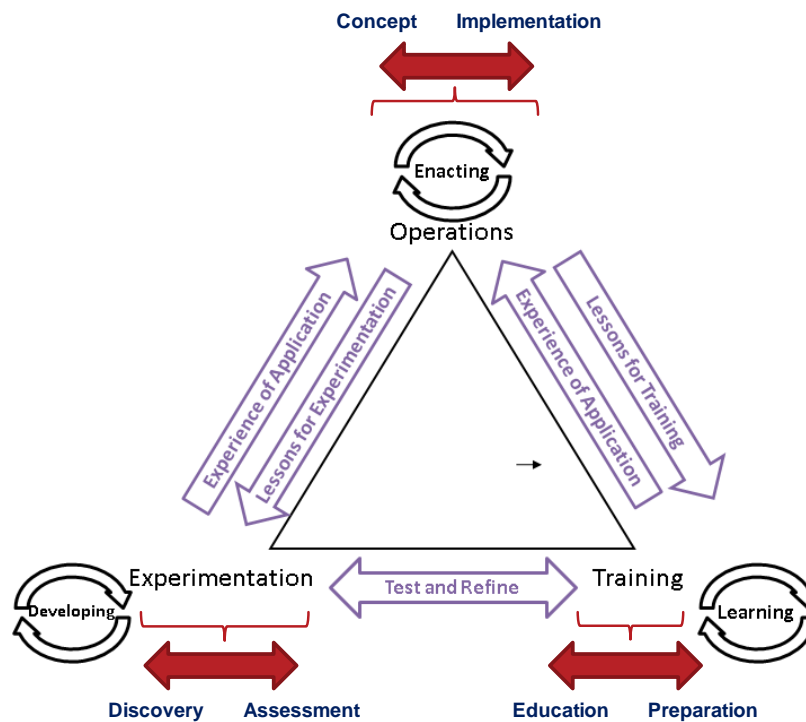 Concept Implementation
Enacting
Operations
Experience of Application
Lessons for Experimentation
Experience of Application
Lessons for Training
Experimentation
Training
Developing
Test and Refine
Learning
Discovery Assessment
Education Preparation